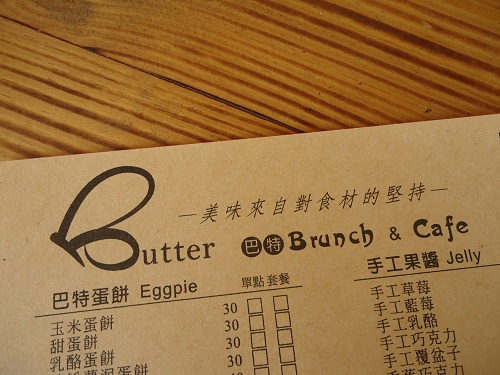 —美味來自對食材的堅持—
Butter 巴特 Brunch & Cafe
巴特蛋餅 Eggpie 單點 套餐
玉米蛋餅 30
甜蛋餅 30
乳酪蛋餅 30
手工果醬 Jelly
手工草莓
手工藍莓
手工乳酪
手工巧克力
手工覆盆子